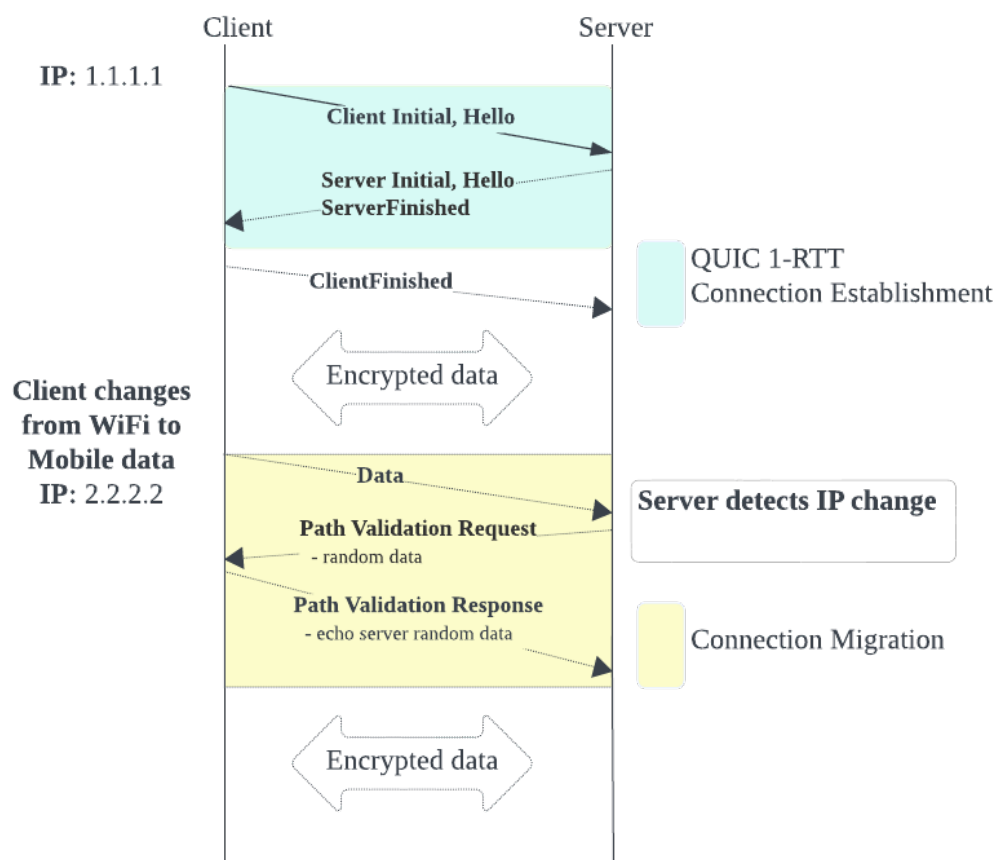 Client
Server
IP: 1.1.1.1
Client Initial, Hello
Server Initial, Hello
ServerFinished
QUIC 1-RTT
Connection Establishment
ClientFinished
Encrypted data
Client changes
from WiFi to
Mobile data
IP: 2.2.2.2
Data
Server detects IP change
Path Validation Request
- random data
Path Validation Response
- echo server random data
Connection Migration
Encrypted data